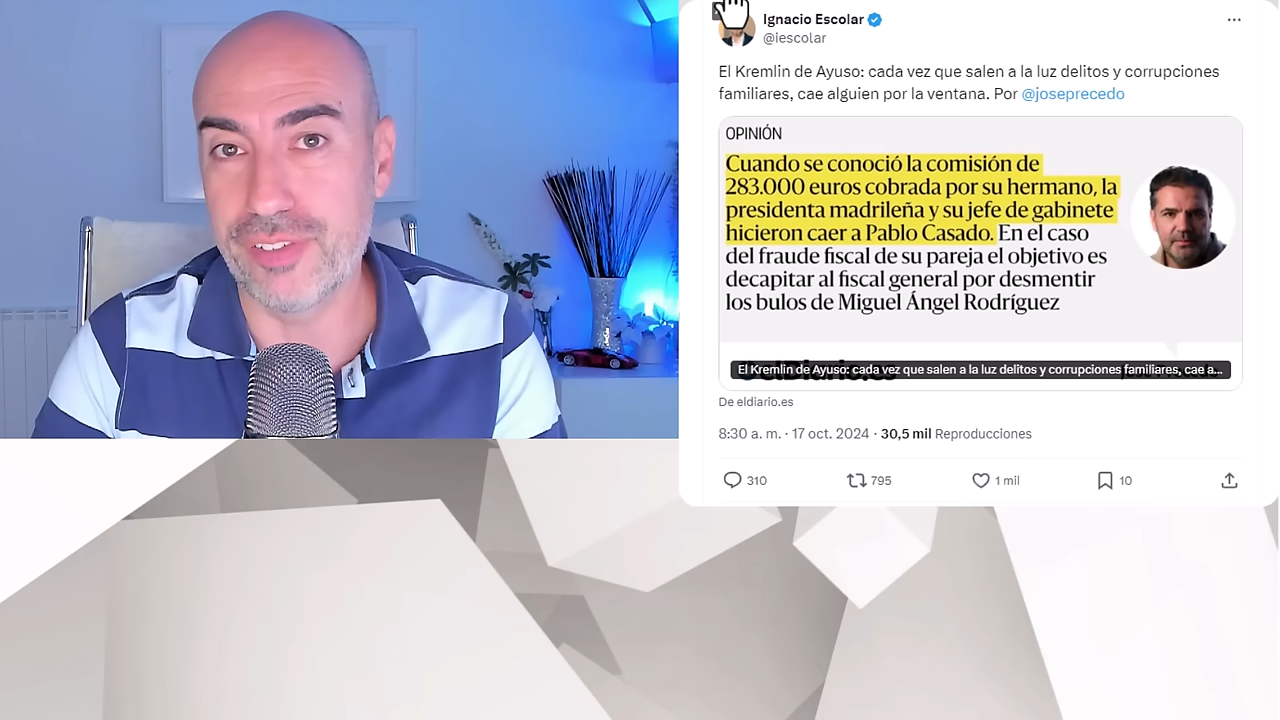 Ignacio Escolar
@iescolar
El Kremlin de Ayuso: cada vez que salen a la luz delitos y corrupciones
familiares, cae alguien por la ventana. Por @joseprecedo
OPINIÓN
Cuando se conoció la comisión de
283.000 euros cobrada por su hermano, la
presidenta madrileña y su jefe de gabinete
hicieron caer a Pablo Casado. En el caso
del fraude fiscal de su pareja el objetivo es
decapitar al fiscal general por desmentir
los bulos de Miguel Ángel Rodríguez
El Kremlin de Ayuso: cada vez que salen a la luz delitos y corrupciones familiares, cae a...
De eldiario.es
8:30 a. m. · 17 oct. 2024 · 30,5 mil Reproducciones
310 795 1 mil 10